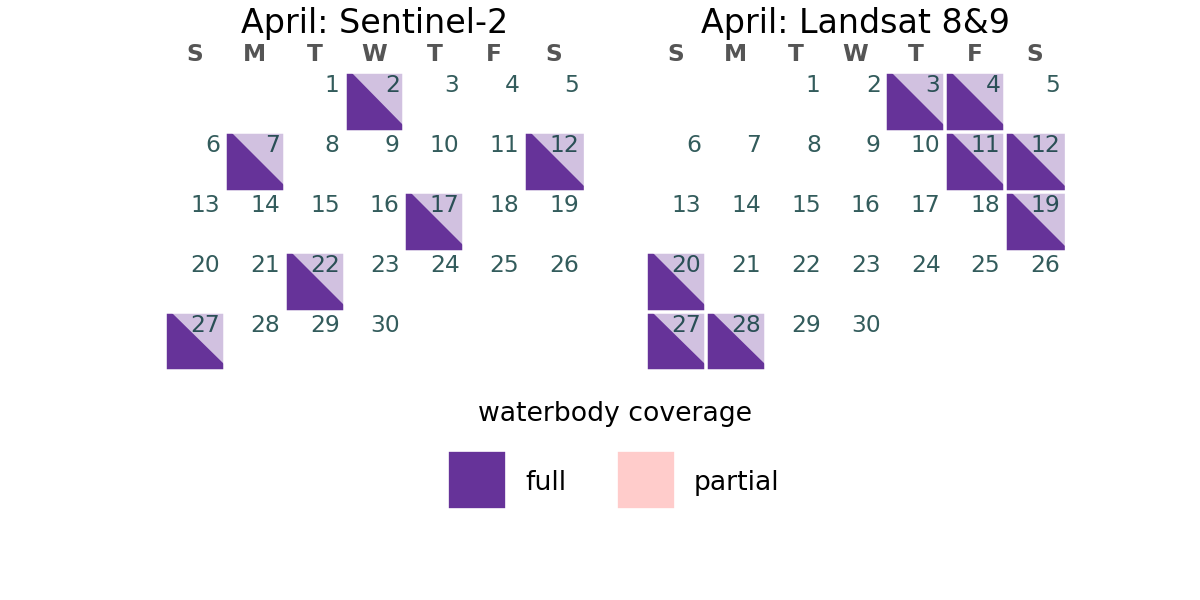 April: Sentinel-2
S M T W T F S
1 2 3 4 5
6 7 8 9 10 11 12
13 14 15 16 17 18 19
20 21 22 23 24 25 26
27 28 29 30
April: Landsat 8&9
S M T W T F S
1 2 3 4 5
6 7 8 9 10 11 12
13 14 15 16 17 18 19
20 21 22 23 24 25 26
27 28 29 30
waterbody coverage
full partial